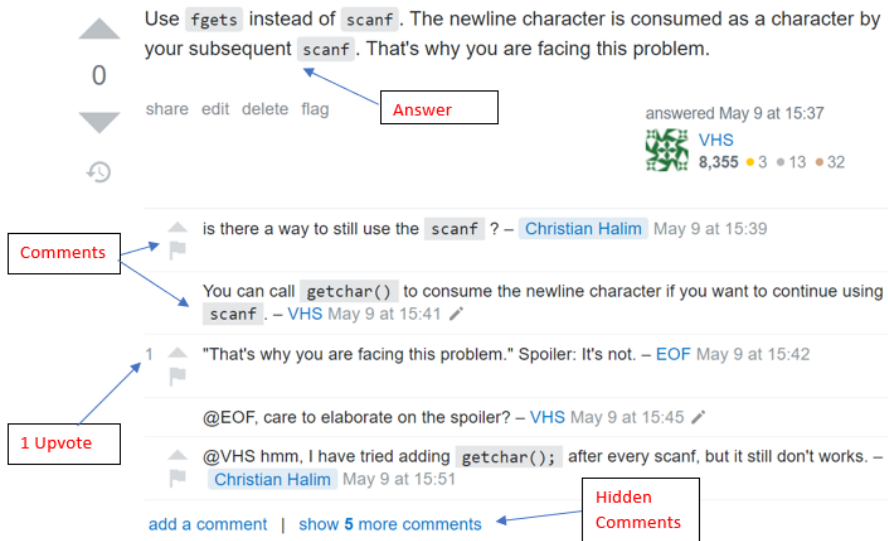 Use fgets instead of scanf. The newline character is consumed as a character by
your subsequent scanf. That's why you are facing this problem.
0
share edit delete flag
Answer
answered May 9 at 15:37
VHS
8,355 ● 3 ● 13 ● 32
Comments
is there a way to still use the scanf ? – Christian Halim May 9 at 15:39
You can call getchar() to consume the newline character if you want to continue using
scanf. – VHS May 9 at 15:41
1 "That's why you are facing this problem." Spoiler: It's not. – EOF May 9 at 15:42
@EOF, care to elaborate on the spoiler? – VHS May 9 at 15:45
1 Upvote
@VHS hmm, I have tried adding getchar(); after every scanf, but it still don't works. –
Christian Halim May 9 at 15:51
Hidden
Comments
add a comment | show 5 more comments